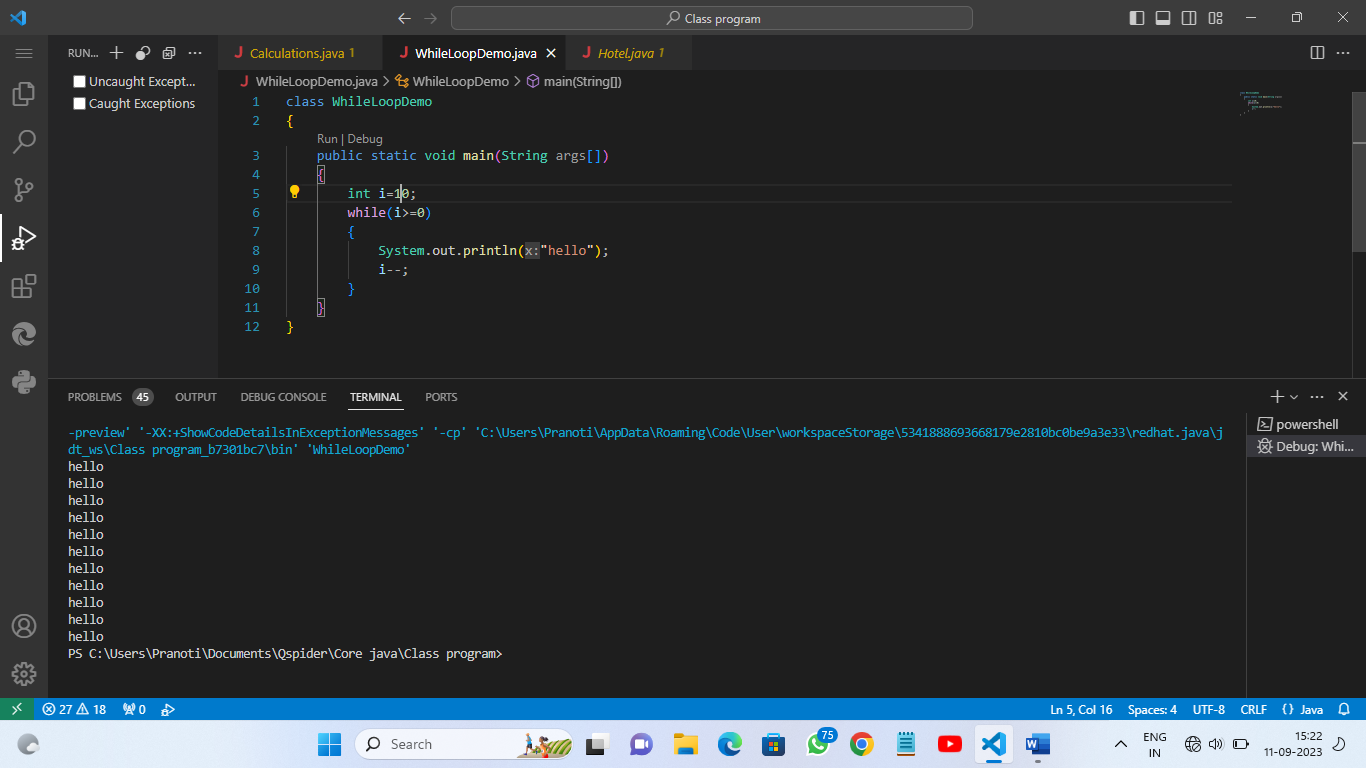 Class program
RUN...
Calculations.java 1
WhileLoopDemo.java
Hotel.java 1
Uncaught Except...
Caught Exceptions
WhileLoopDemo.java > WhileLoopDemo > main(String[])
1 class WhileLoopDemo
2 {
Run | Debug
3 public static void main(String args[])
4 {
5 int i=10;
6 while(i>=0)
7 {
8 System.out.println(x:"hello");
9 i--;
10 }
11 }
12 }
PROBLEMS 45 OUTPUT DEBUG CONSOLE TERMINAL PORTS
-preview' '-XX:+ShowCodeDetailsInExceptionMessages' '-cp' 'C:\Users\Pranoti\AppData\Roaming\Code\User\workspaceStorage\5341888693668179e2810bc0be9a3e33\redhat.java\j
dt_ws\Class program_b7301bc7\bin' 'WhileLoopDemo'
hello
hello
hello
hello
hello
hello
hello
hello
hello
hello
hello
PS C:\Users\Pranoti\Documents\Qspider\Core java\Class program>
powershell
Debug: Whi...
27 18 0
Ln 5, Col 16 Spaces: 4 UTF-8 CRLF {} Java
Search
75
ENG
IN
15:22
11-09-2023